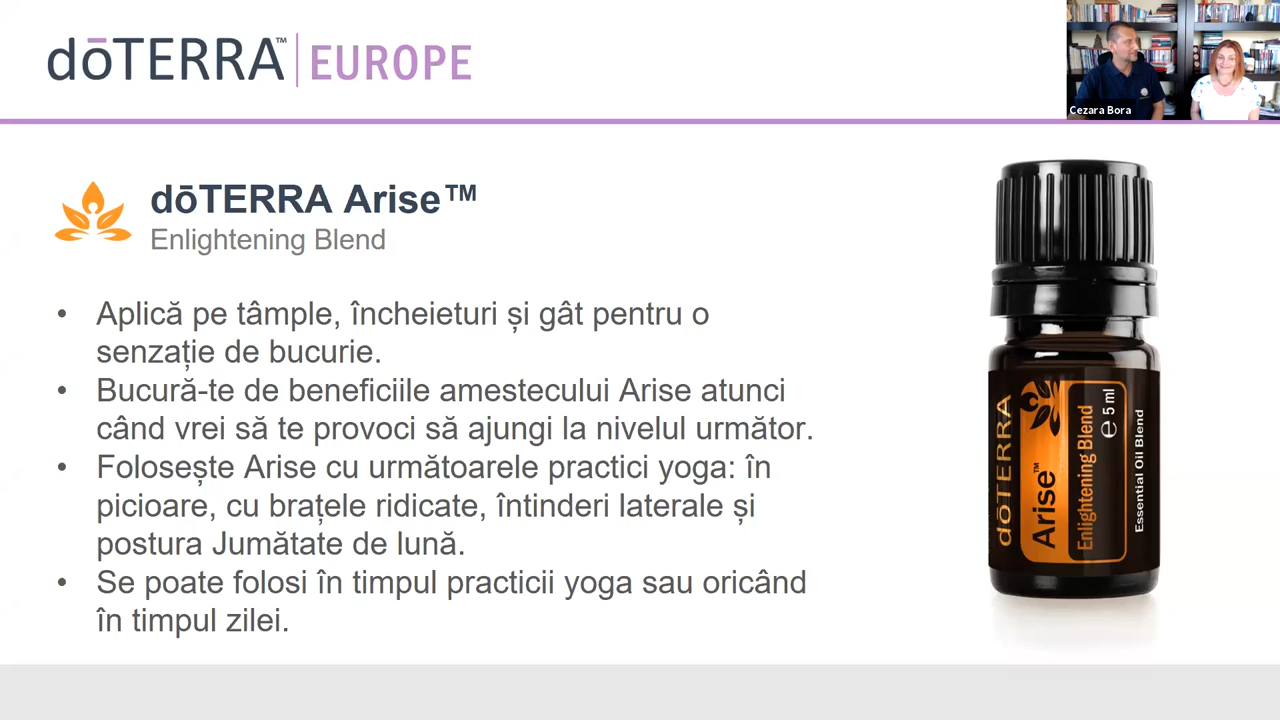 dōTERRA™ EUROPE
Cezara Bora
dōTERRA Arise™
Enlightening Blend
• Aplică pe tâmple, încheieturi și gât pentru o
senzație de bucurie.
• Bucură-te de beneficiile amestecului Arise atunci
când vrei să te provoci să ajungi la nivelul următor.
• Folosește Arise cu următoarele practici yoga: în
picioare, cu brațele ridicate, întinderi laterale și
postura Jumătate de lună.
• Se poate folosi în timpul practicii yoga sau oricând
în timpul zilei.
dōTERRA
Arise™
Enlightening Blend
℮ 5 ml
Essential Oil Blend